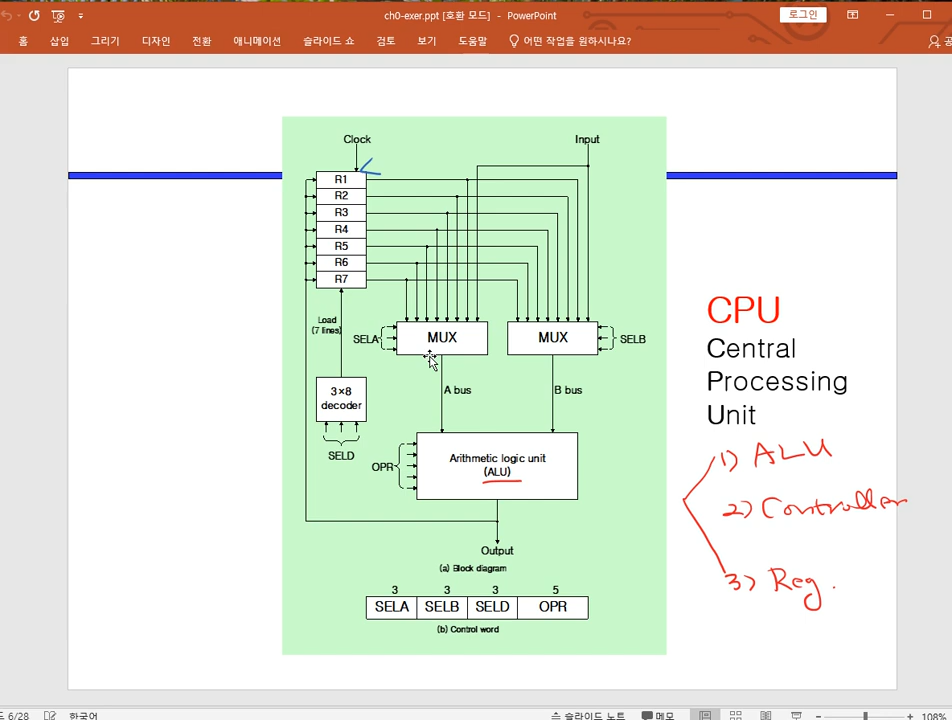 ch0-exer.ppt [호환 모드] - PowerPoint
로그인
홈 삽입 그리기 디자인 전환 애니메이션 슬라이드 쇼 검토 보기 도움말 어떤 작업을 원하시나요?
Clock
Input
R1
R2
R3
R4
R5
R6
R7
Load
(7 lines)
SELA
MUX
MUX
SELB
3×8
decoder
A bus
B bus
SELD
OPR
Arithmetic logic unit
(ALU)
Output
(a) Block diagram
3 3 3 5
SELA SELB SELD OPR
(b) Control word
CPU
Central
Processing
Unit
1) ALU
2) Controller
3) Reg.
6/28 한국어 슬라이드 노트 메모 108%